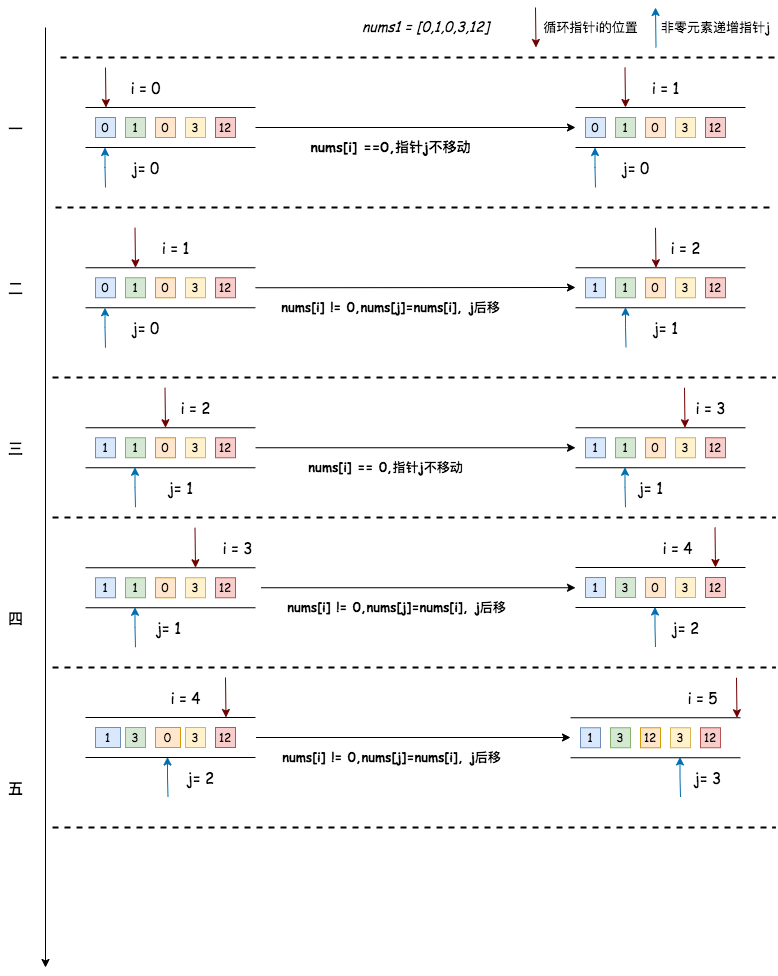 nums1 = [0,1,0,3,12]
循环指针i的位置
非零元素递增指针j
一
i = 0
0 1 0 3 12
j= 0
nums[i] ==0,指针j不移动
i = 1
0 1 0 3 12
j= 0
二
i = 1
0 1 0 3 12
j= 0
nums[i] != 0,nums[j]=nums[i], j后移
i = 2
1 1 0 3 12
j= 1
三
i = 2
1 1 0 3 12
j= 1
nums[i] == 0,指针j不移动
i = 3
1 1 0 3 12
j= 1
四
i = 3
1 1 0 3 12
j= 1
nums[i] != 0,nums[j]=nums[i], j后移
i = 4
1 3 0 3 12
j= 2
五
i = 4
1 3 0 3 12
j= 2
nums[i] != 0,nums[j]=nums[i], j后移
i = 5
1 3 12 3 12
j= 3